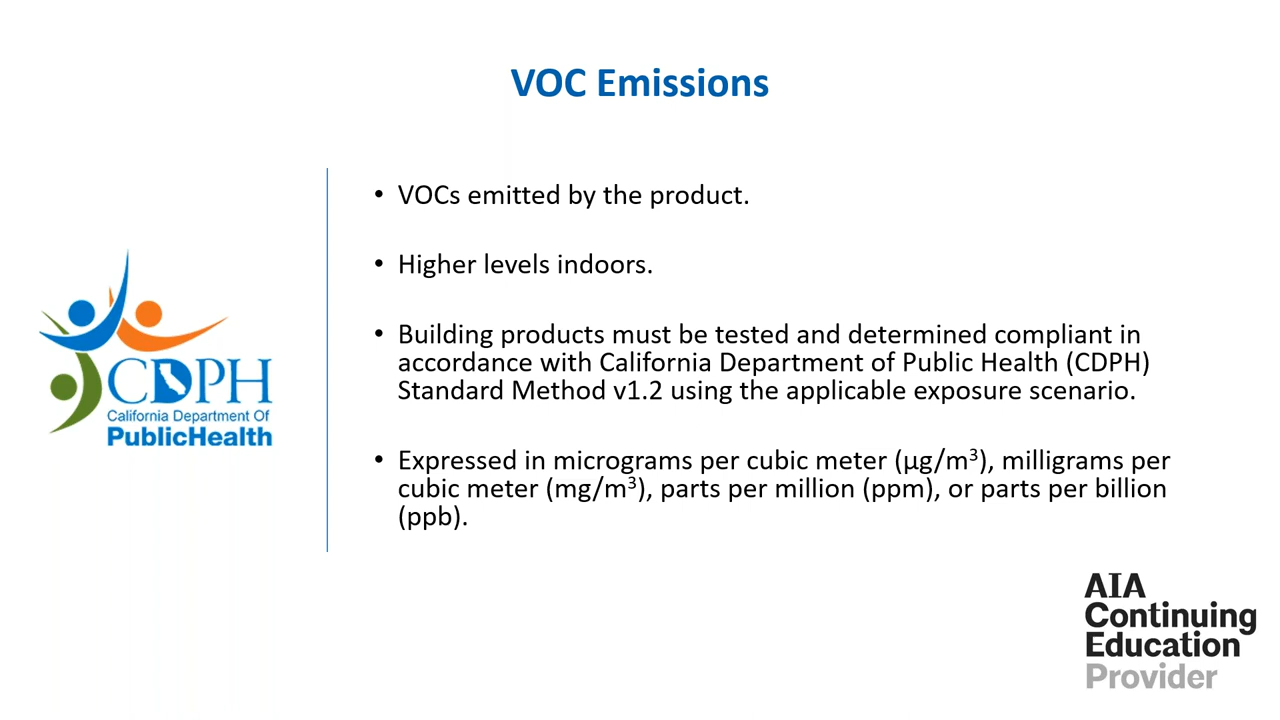 VOC Emissions
• VOCs emitted by the product.
• Higher levels indoors.
• Building products must be tested and determined compliant in
accordance with California Department of Public Health (CDPH)
Standard Method v1.2 using the applicable exposure scenario.
• Expressed in micrograms per cubic meter (µg/m³), milligrams per
cubic meter (mg/m³), parts per million (ppm), or parts per billion
(ppb).
CDPH
California Department Of
PublicHealth
AIA
Continuing
Education
Provider